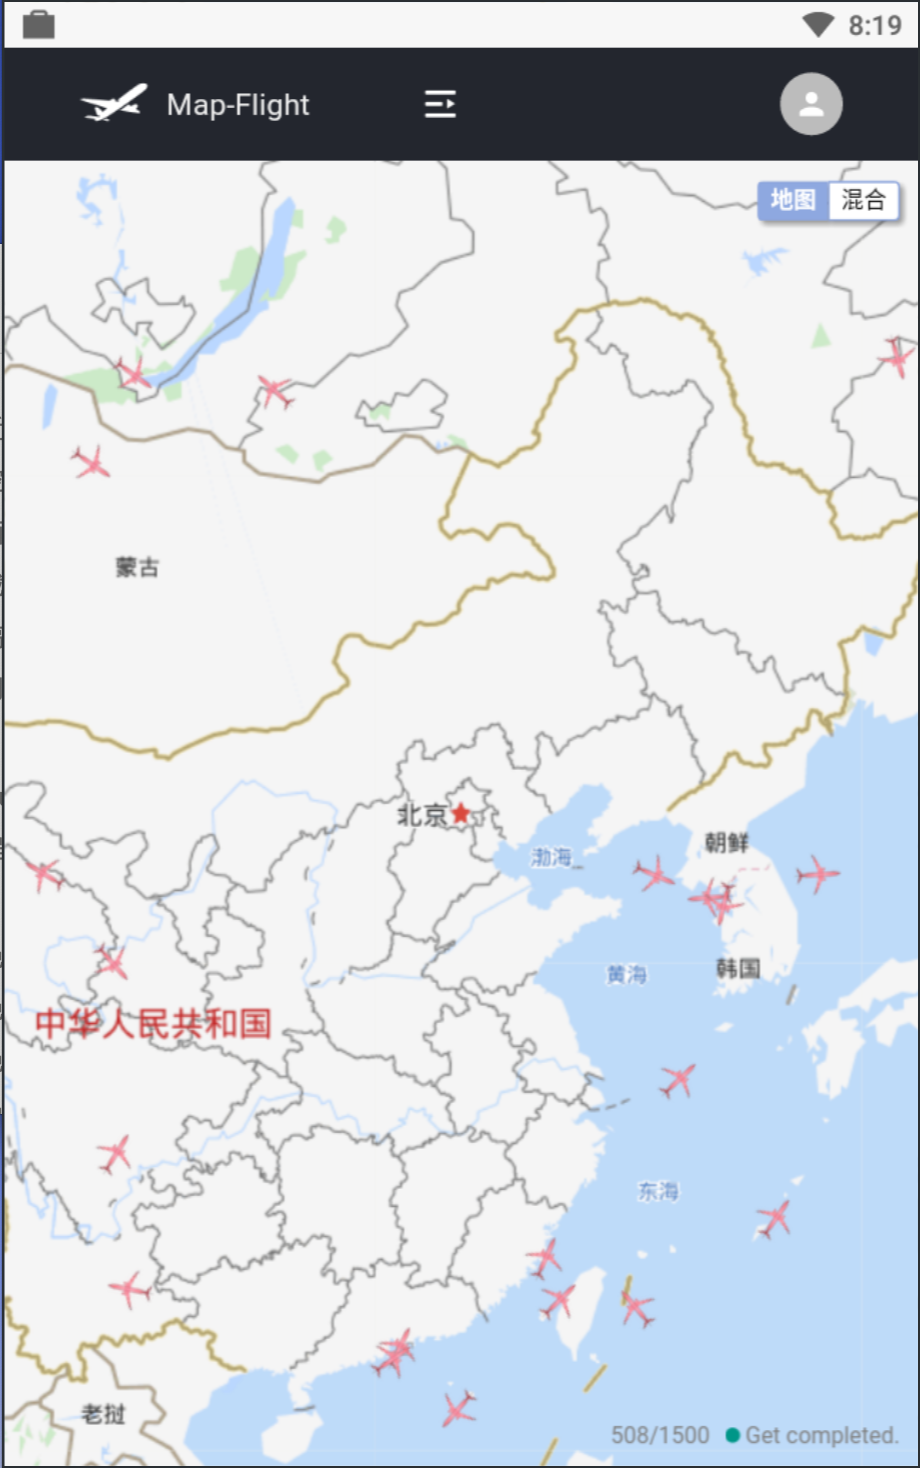 8:19
Map-Flight
地图 混合
蒙古
北京
渤海
朝鲜
黄海
韩国
中华人民共和国
东海
老挝
508/1500 Get completed.